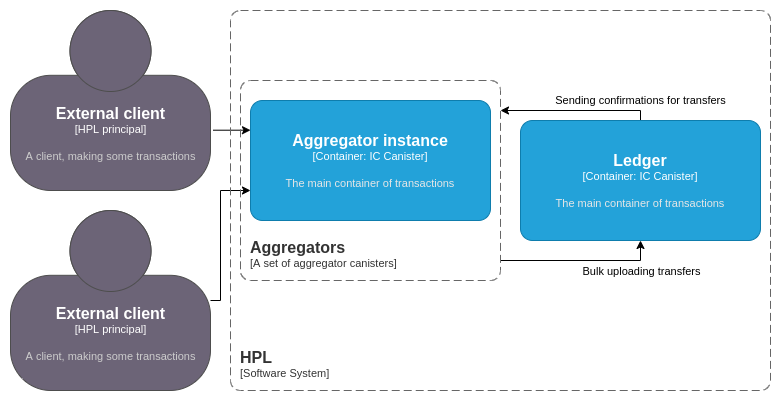 External client
[HPL principal]
A client, making some transactions
External client
[HPL principal]
A client, making some transactions
Aggregator instance
[Container: IC Canister]
The main container of transactions
Aggregators
[A set of aggregator canisters]
Sending confirmations for transfers
Ledger
[Container: IC Canister]
The main container of transactions
Bulk uploading transfers
HPL
[Software System]